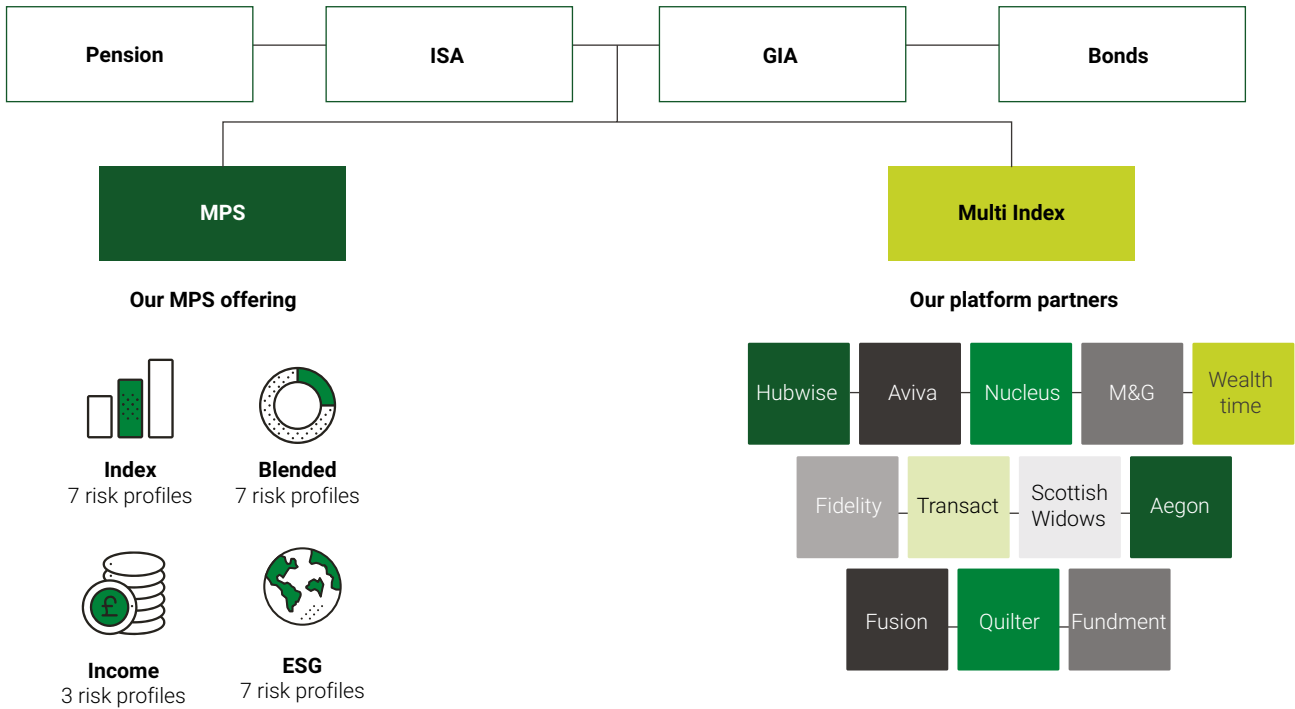 Pension
ISA
GIA
Bonds
MPS
Multi Index
Our MPS offering
Our platform partners
Index
7 risk profiles
Blended
7 risk profiles
£
Income
3 risk profiles
ESG
7 risk profiles
Hubwise
Aviva
Nucleus
M&G
Wealth
time
Fidelity
Transact
Scottish
Widows
Aegon
Fusion
Quilter
Fundment